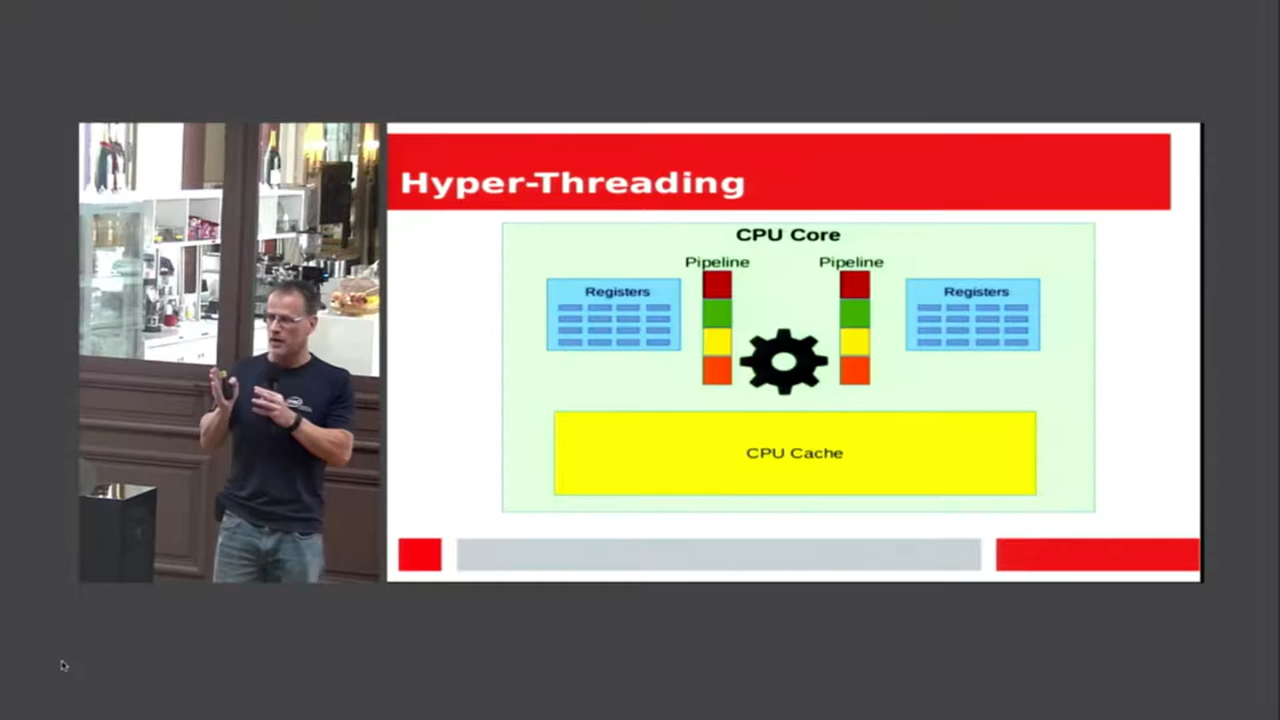 Hyper-Threading
CPU Core
Pipeline
Pipeline
Registers
Registers
CPU Cache